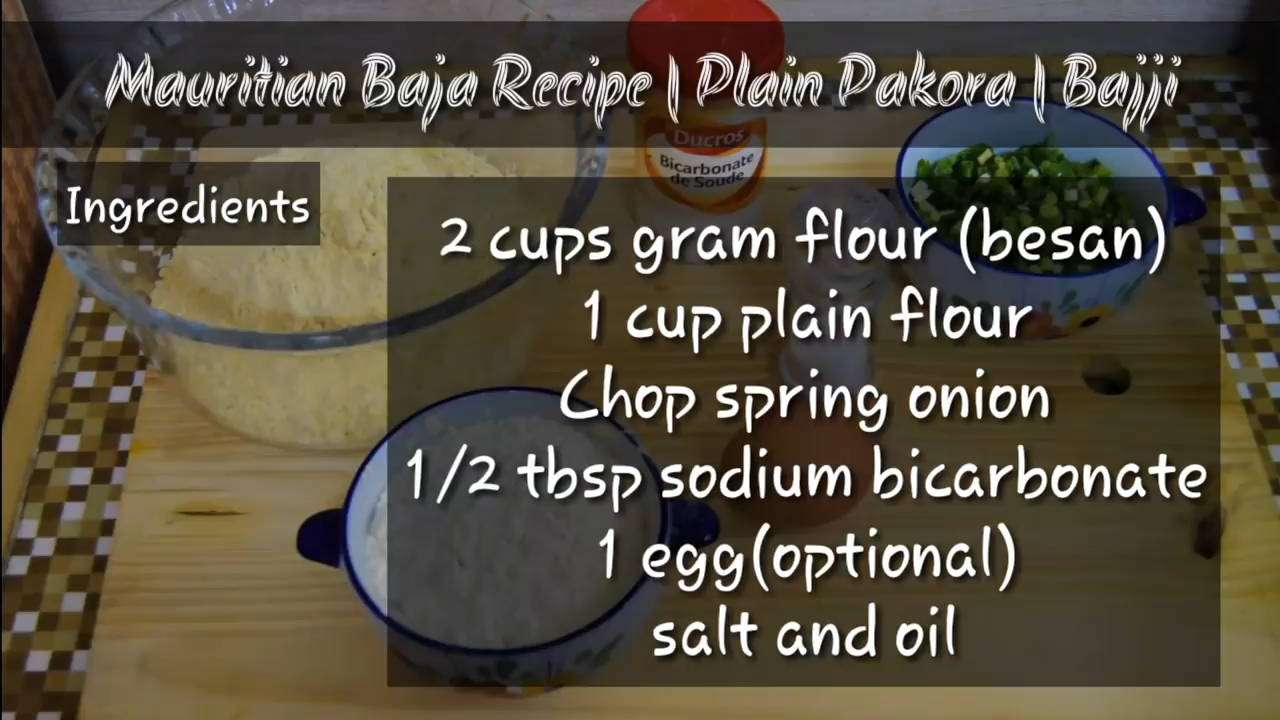 Mauritian Baja Recipe | Plain Pakora | Bajji
Ducros
Bicarbonate
de Soude
Ingredients
2 cups gram flour (besan)
1 cup plain flour
Chop spring onion
1/2 tbsp sodium bicarbonate
1 egg(optional)
salt and oil